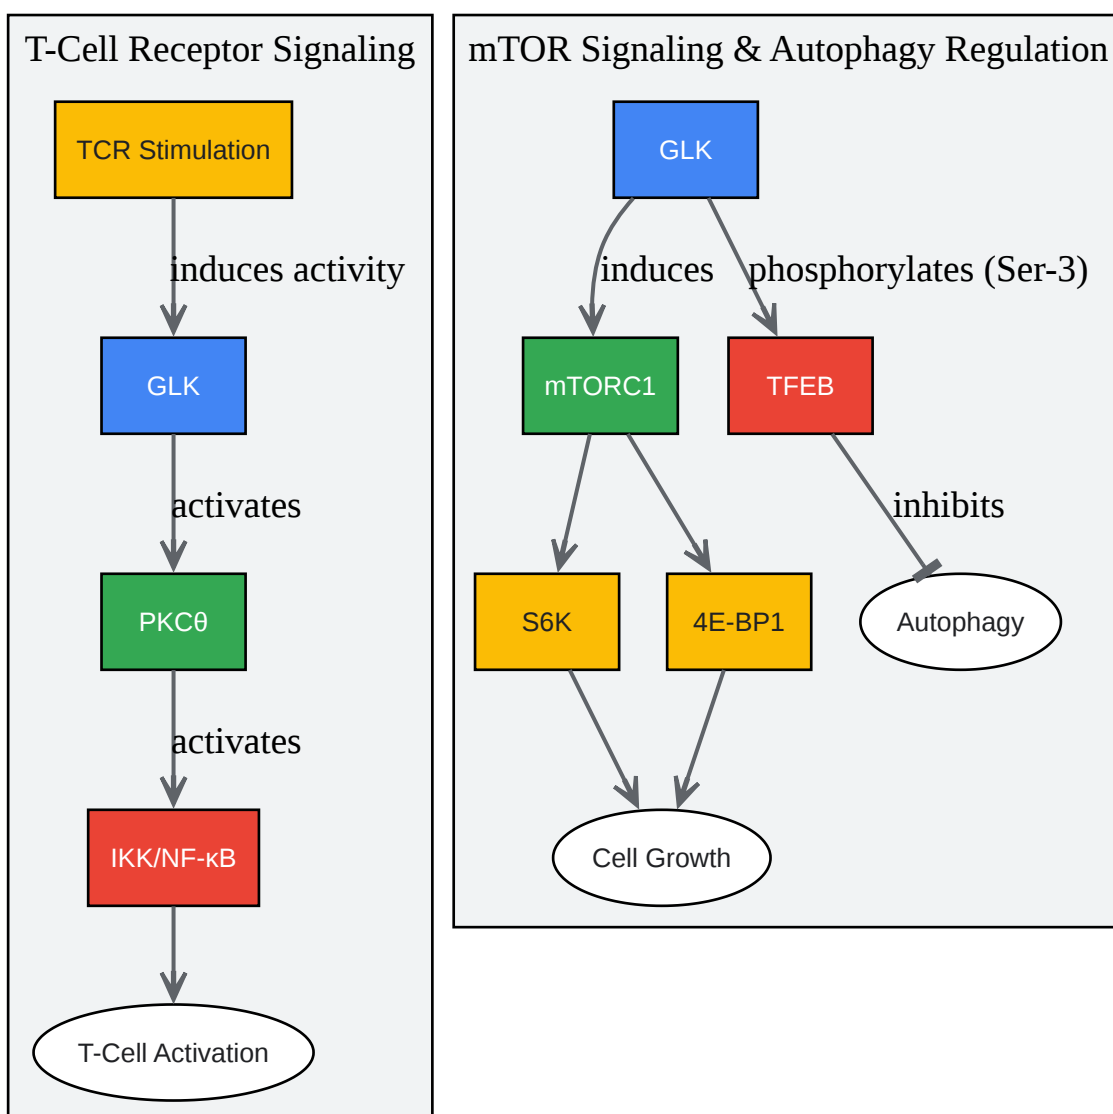 T-Cell Receptor Signaling
TCR Stimulation
induces activity
GLK
activates
PKCθ
activates
IKK/NF-κB
T-Cell Activation
mTOR Signaling & Autophagy Regulation
GLK
induces
phosphorylates (Ser-3)
mTORC1
TFEB
inhibits
S6K
4E-BP1
Autophagy
Cell Growth